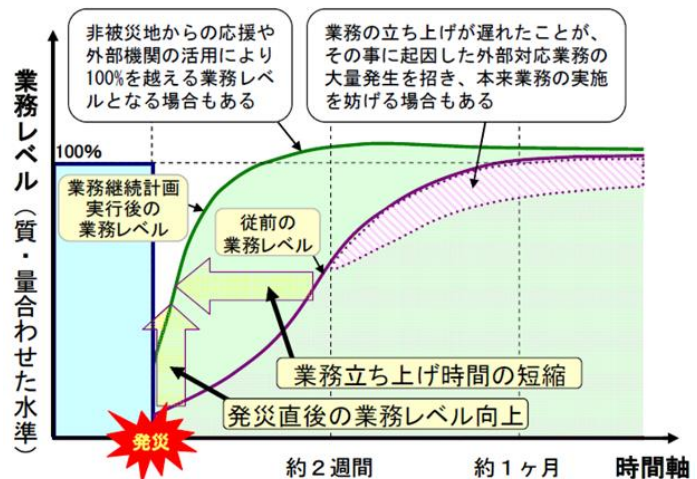 非被災地からの応援や
外部機関の活用により
100%を越える業務レベ
ルとなる場合もある
業務の立ち上げが遅れたことが、
その事に起因した外部対応業務の
大量発生を招き、本来業務の実施
を妨げる場合もある
業務レベル（質・量合わせた水準）
100%
業務継続計画
実行後の
業務レベル
従前の
業務レベル
業務立ち上げ時間の短縮
発災直後の業務レベル向上
発災
約２週間
約１ヶ月
時間軸